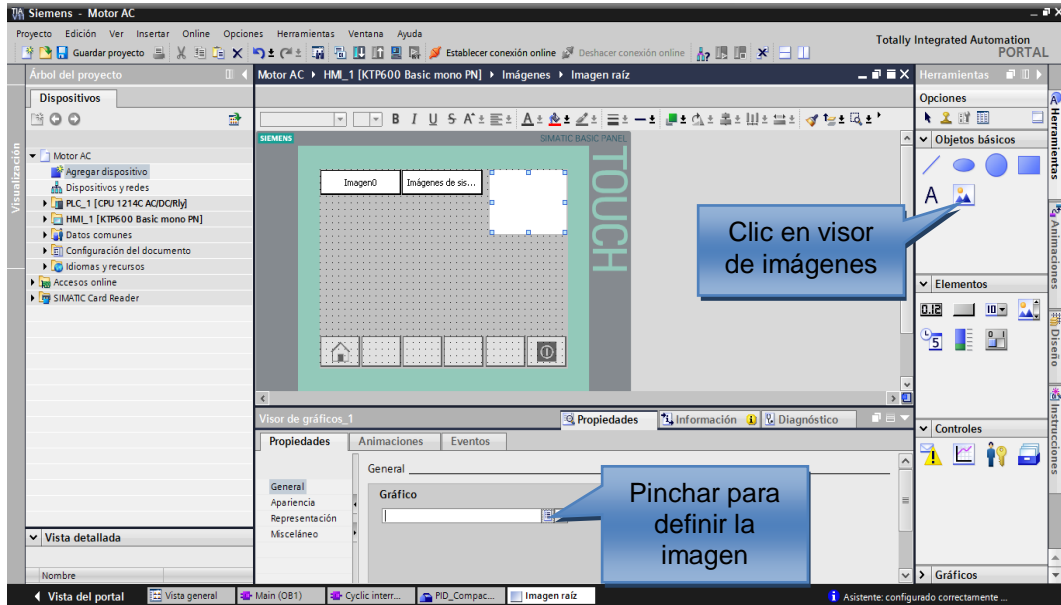 Siemens - Motor AC
Proyecto Edición Ver Insertar Online Opciones Herramientas Ventana Ayuda
Guardar proyecto Establecer conexión online Deshacer conexión online
Totally Integrated Automation
PORTAL
Árbol del proyecto
Motor AC HMI_1 [KTP600 Basic mono PN] Imágenes Imagen raíz
Herramientas
Dispositivos
Opciones
B I U S A
Visualización
Motor AC
Agregar dispositivo
Dispositivos y redes
PLC_1 [CPU 1214C AC/DC/Rly]
HMI_1 [KTP600 Basic mono PN]
Datos comunes
Configuración del documento
Idiomas y recursos
Accesos online
SIMATIC Card Reader
SIEMENS
SIMATIC BASIC PANEL
TOUCH
Imagen0
Imágenes de sis...
Clic en visor
de imágenes
Objetos básicos
A
Elementos
0.12
10
5
0 1
Controles
Gráficos
Herramientas
Animaciones
Diseño
Instrucciones
Visor de gráficos_1
Propiedades Información Diagnóstico
Propiedades Animaciones Eventos
General
General
Apariencia
Representación
Misceláneo
Gráfico
Pinchar para
definir la
imagen
Vista detallada
Nombre
Vista del portal Vista general Main (OB1) Cyclic interr... PID_Compac... Imagen raíz
Asistente: configurado correctamente ...